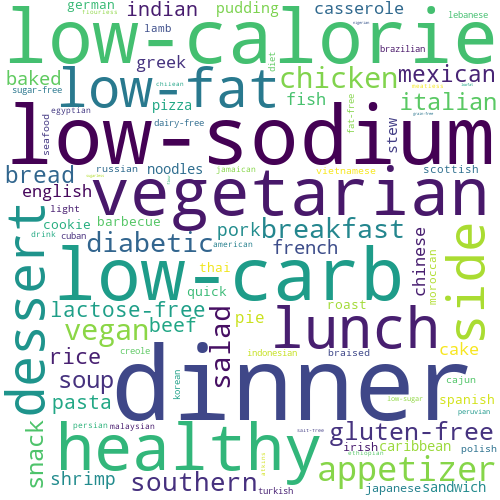 german
flourless
indian
pudding
casserole
lebanese
low-calorie
lamb
greek
diet
brazilian
baked
low-fat
chicken
mexican
sugar-free
chilean
pizza
fish
italian
meatless
egyptian
dairy-free
fat-free
seafood
low-sodium
stew
bread
russian
noodles
jamaican
vietnamese
scottish
english
light
vegetarian
cookie
barbecue
drink
cuban
pork
breakfast
american
diabetic
french
chinese
moroccan
side
dessert
low-carb
thai
quick
lactose-free
roast
vegan
beef
salad
pie
lunch
rice
creole
indonesian
braised
cake
soup
korean
dinner
cajun
pasta
low-sugar
spanish
persian
malaysian
salt-free
peruvian
snack
healthy
gluten-free
irish
caribbean
polish
ethiopian
atkins
shrimp
southern
turkish
appetizer
japanese
sandwich